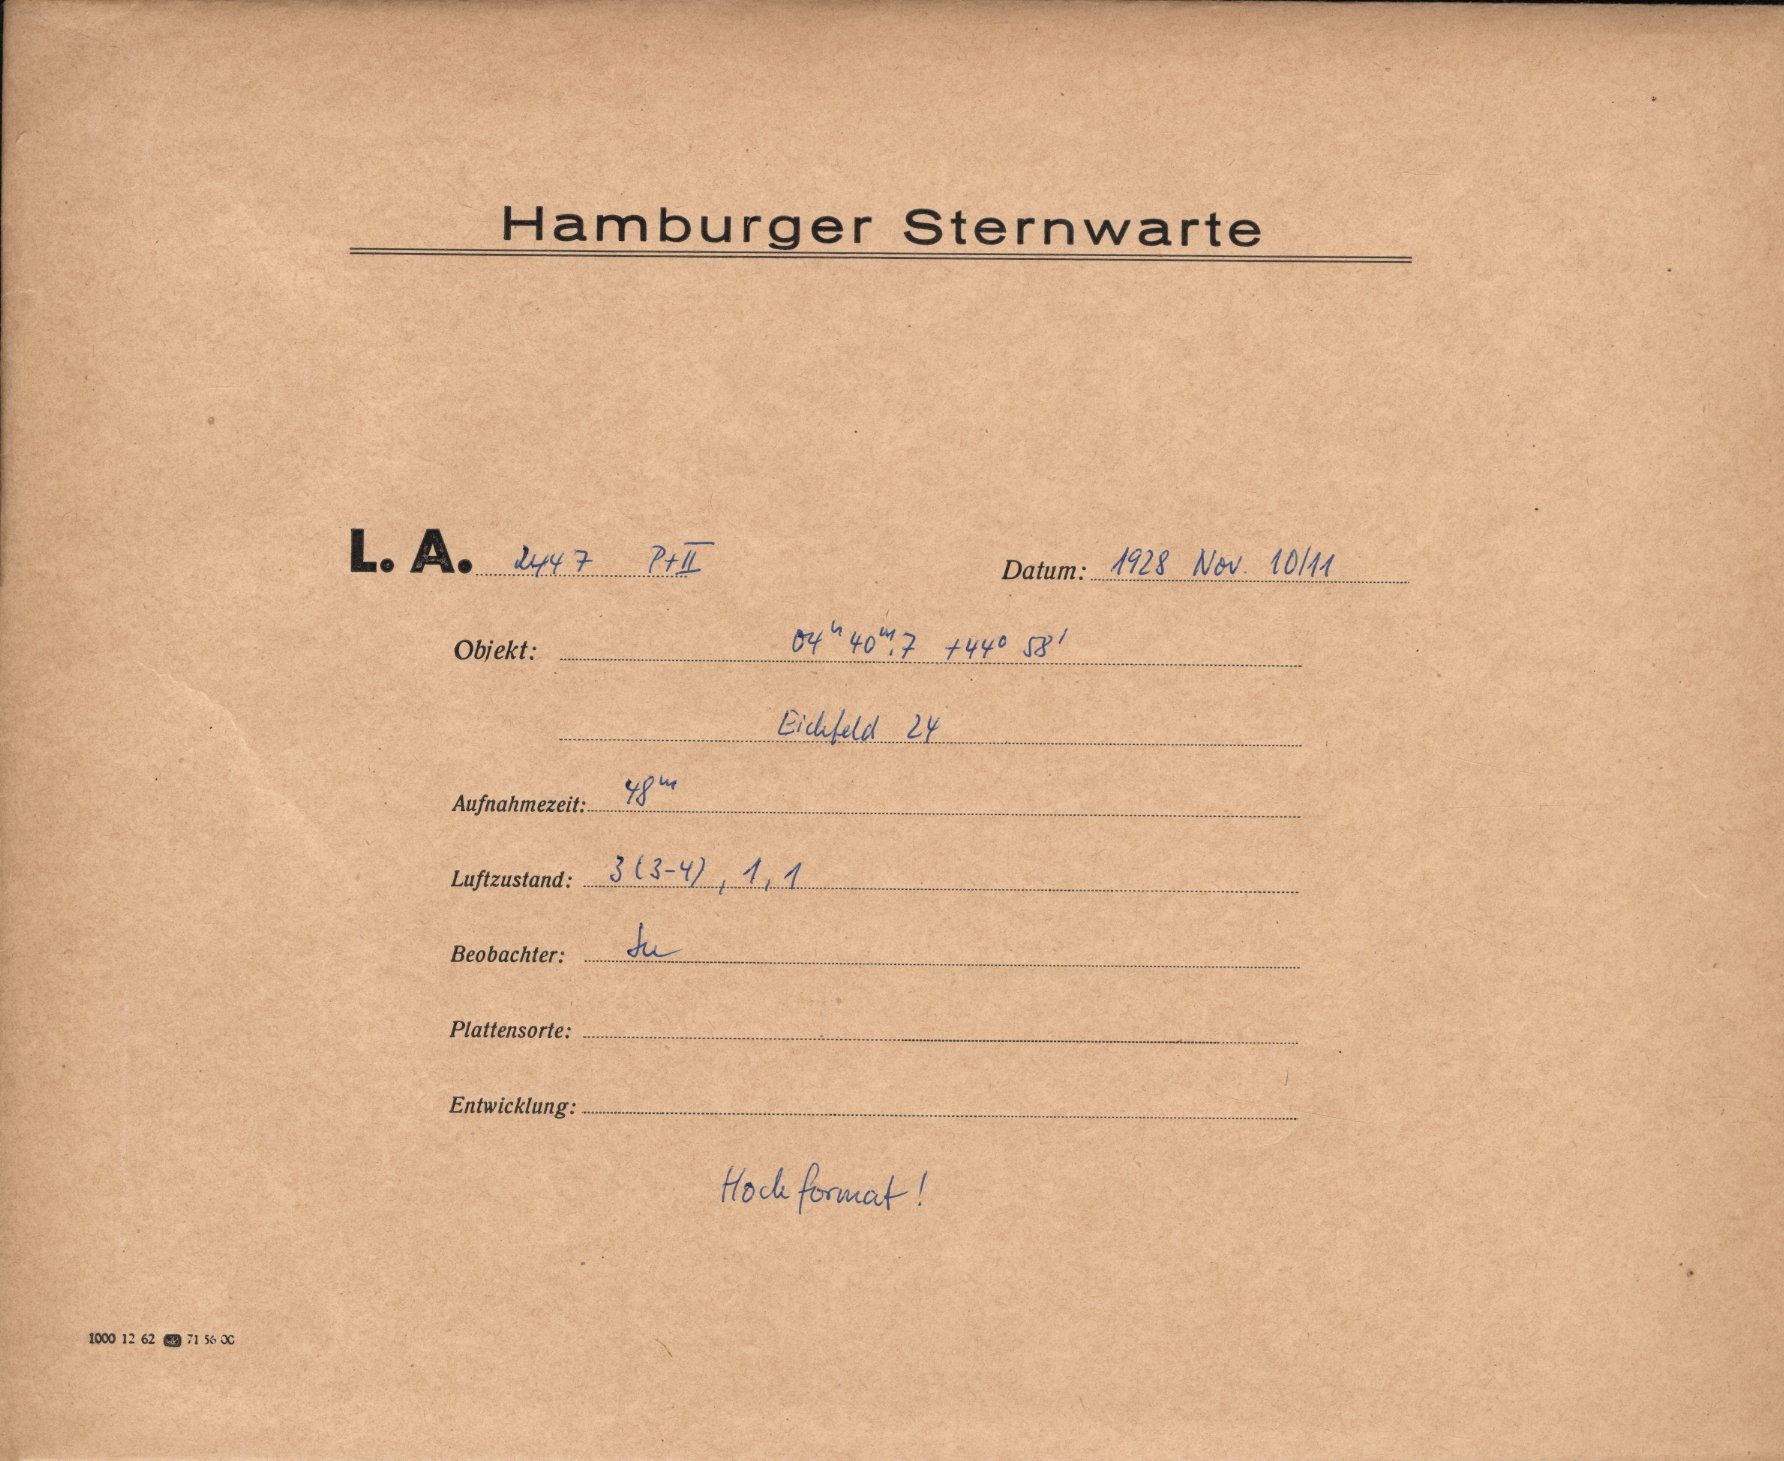 Hamburger Sternwarte
L. A. 2447 P+II Datum: 1928 Nov. 10/11
Objekt: 04ʰ 40ᵐ.7 +44° 58'
Eichfeld 24
Aufnahmezeit: 48ᵐ
Luftzustand: 3 (3-4), 1, 1
Beobachter:
Plattensorte:
Entwicklung:
Hochformat!
1000 12 62 71 56 00